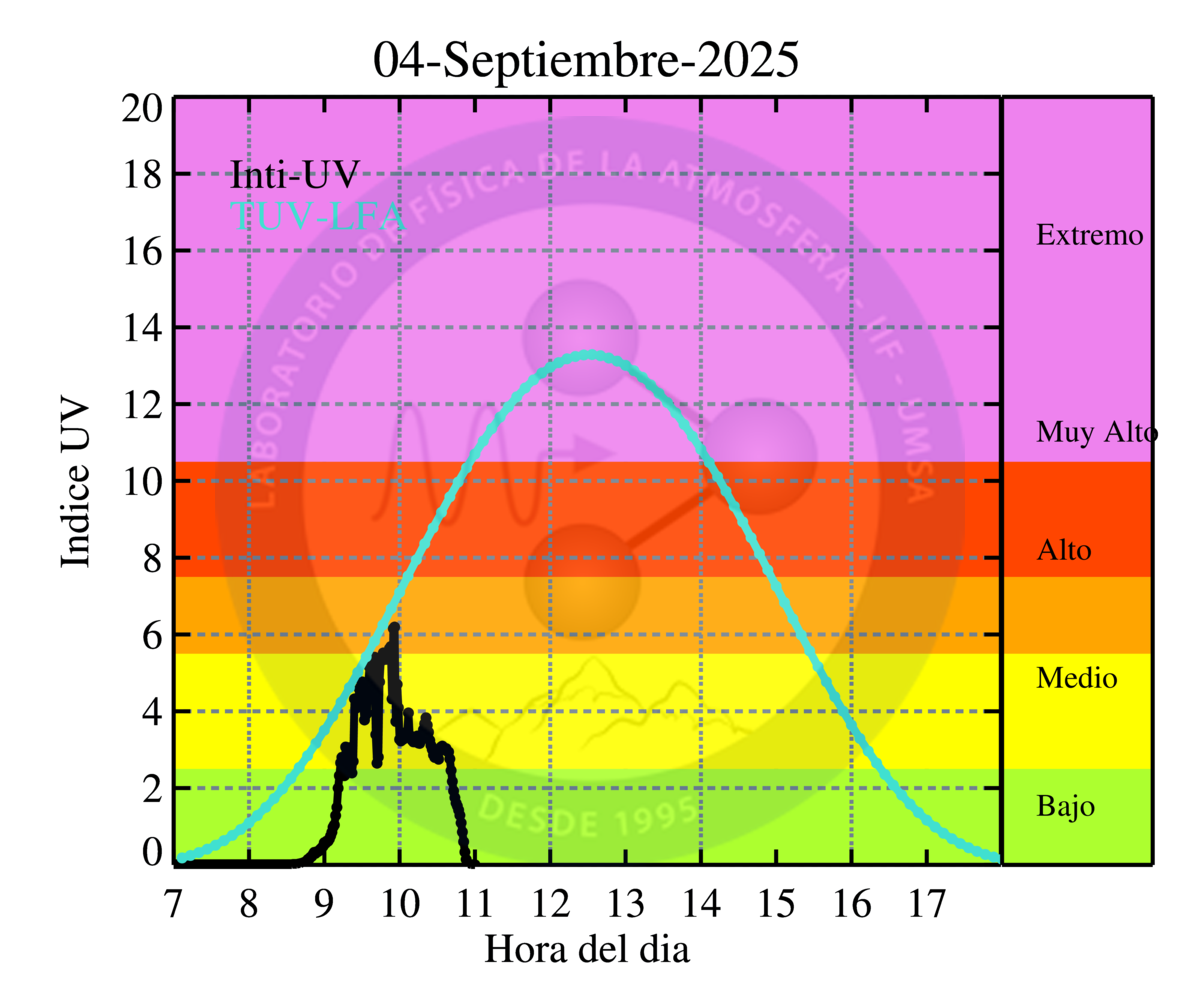 04-Septiembre-2025
Inti-UV
TUV-LFA
LABORATORIO DE FÍSICA DE LA ATMÓSFERA - IIF - UMSA
DESDE 1995
Indice UV
20
18
16
14
12
10
8
6
4
2
0
Extremo
Muy Alto
Alto
Medio
Bajo
7 8 9 10 11 12 13 14 15 16 17
Hora del dia